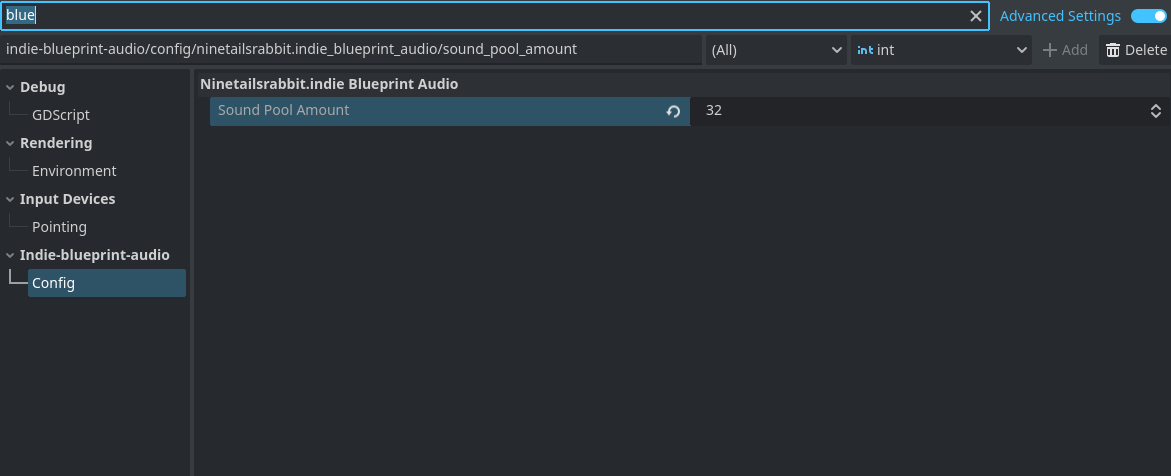 blue
Advanced Settings
indie-blueprint-audio/config/ninetailsrabbit.indie_blueprint_audio/sound_pool_amount (All) int int Add Delete
Debug
GDScript
Rendering
Environment
Input Devices
Pointing
Indie-blueprint-audio
Config
Ninetailsrabbit.indie Blueprint Audio
Sound Pool Amount 32